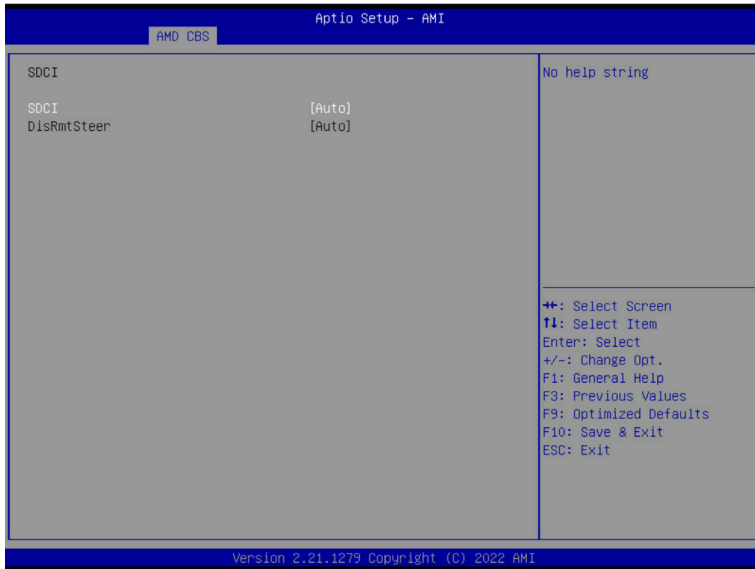 Aptio Setup – AMI
AMD CBS
SDCI
SDCI [Auto]
DisRmtSteer [Auto]
No help string
→←: Select Screen
↑↓: Select Item
Enter: Select
+/-: Change Opt.
F1: General Help
F3: Previous Values
F9: Optimized Defaults
F10: Save & Exit
ESC: Exit
Version 2.21.1279 Copyright (C) 2022 AMI